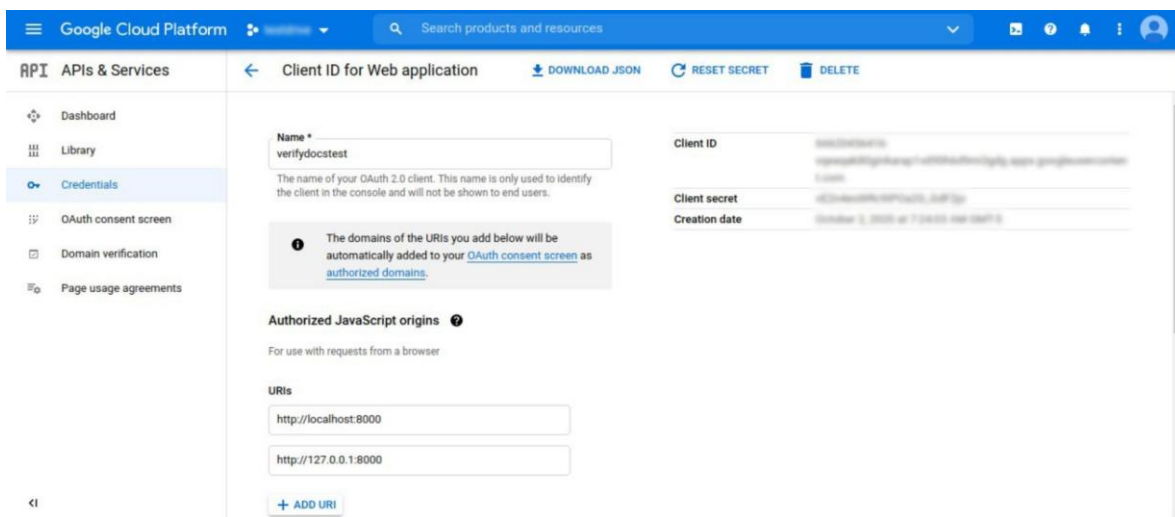 Google Cloud Platform
Search products and resources
API APIs & Services
Client ID for Web application
DOWNLOAD JSON
RESET SECRET
DELETE
Dashboard
Library
Credentials
OAuth consent screen
Domain verification
Page usage agreements
Name *
verifydocstest
The name of your OAuth 2.0 client. This name is only used to identify
the client in the console and will not be shown to end users.
The domains of the URIs you add below will be
automatically added to your OAuth consent screen as
authorized domains.
Authorized JavaScript origins
For use with requests from a browser
URIs
http://localhost:8000
http://127.0.0.1:8000
+ ADD URI
Client ID
Client secret
Creation date